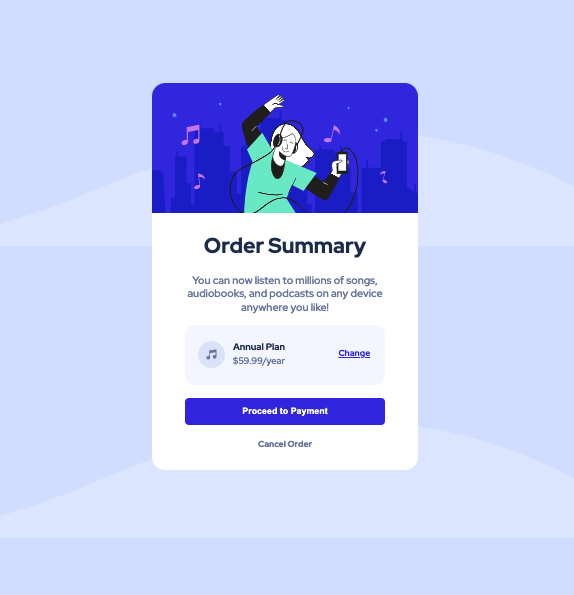 Order Summary
You can now listen to millions of songs,
audiobooks, and podcasts on any device
anywhere you like!
Annual Plan
$59.99/year
Change
Proceed to Payment
Cancel Order